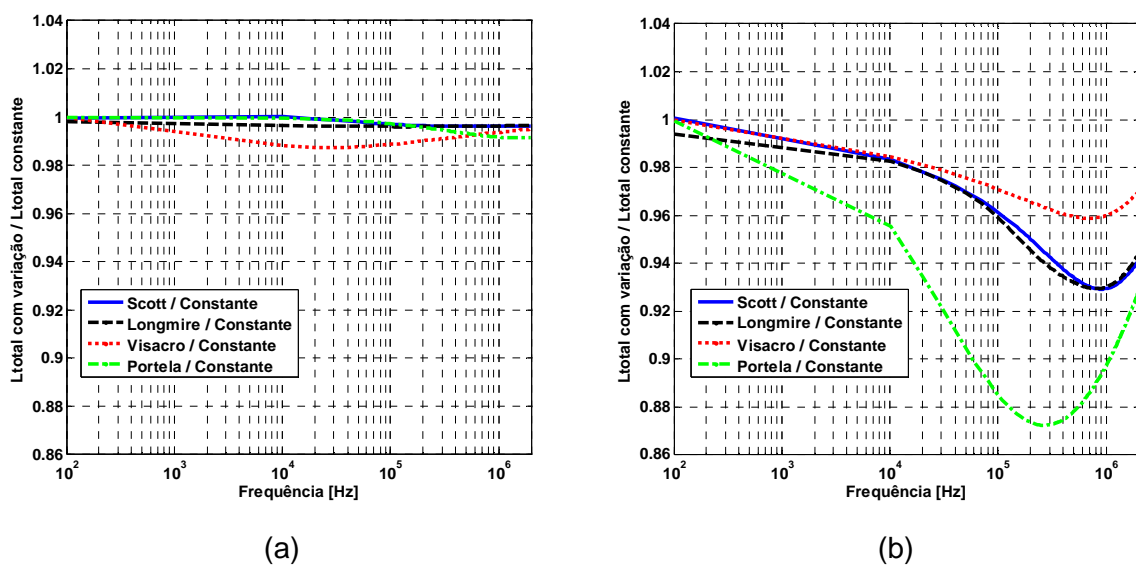 1.04
1.02
1
0.98
0.96
0.94
0.92
0.9
0.88
0.86
Ltotal com variação / Ltotal constante
Scott / Constante
Longmire / Constante
Visacro / Constante
Portela / Constante
10² 10³ 10⁴ 10⁵ 10⁶
Frequência [Hz]
(a)
1.04
1.02
1
0.98
0.96
0.94
0.92
0.9
0.88
0.86
Ltotal com variação / Ltotal constante
Scott / Constante
Longmire / Constante
Visacro / Constante
Portela / Constante
10² 10³ 10⁴ 10⁵ 10⁶
Frequência [Hz]
(b)